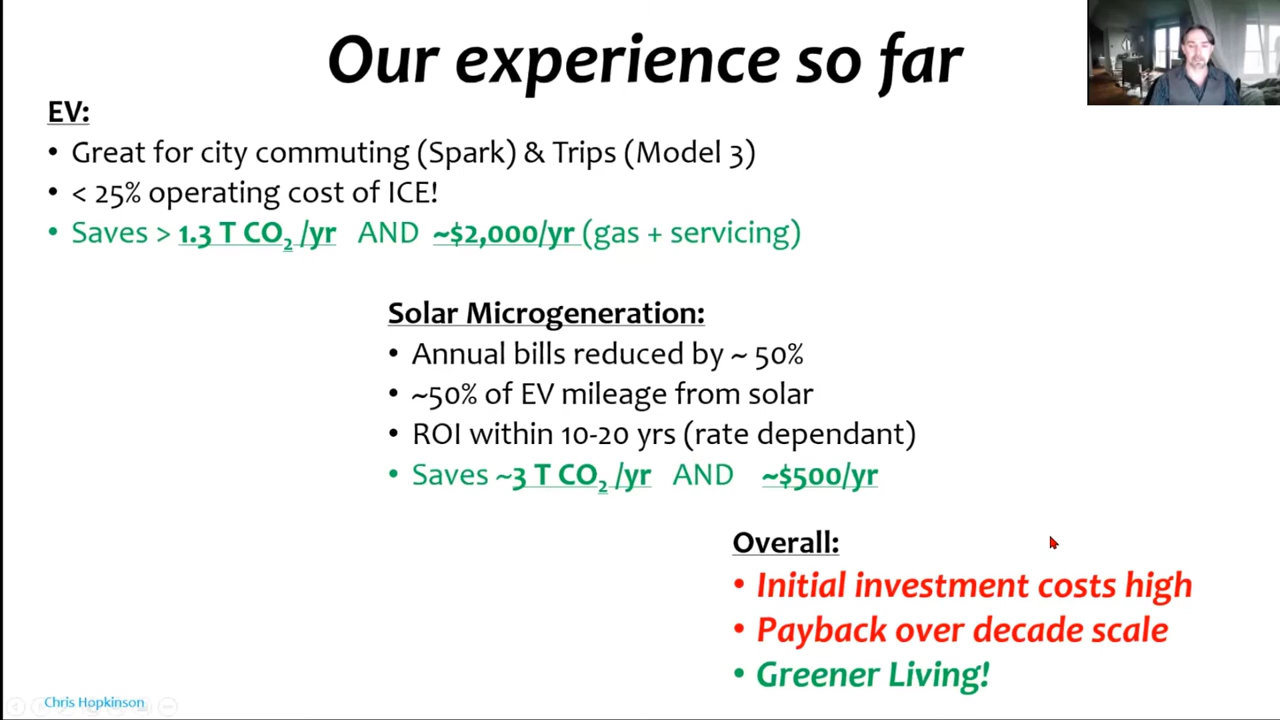 Our experience so far
EV:
• Great for city commuting (Spark) & Trips (Model 3)
• < 25% operating cost of ICE!
• Saves > 1.3 T CO₂ /yr AND ~$2,000/yr (gas + servicing)
Solar Microgeneration:
• Annual bills reduced by ~ 50%
• ~50% of EV mileage from solar
• ROI within 10-20 yrs (rate dependant)
• Saves ~3 T CO₂ /yr AND ~$500/yr
Overall:
• Initial investment costs high
• Payback over decade scale
• Greener Living!
Chris Hopkinson